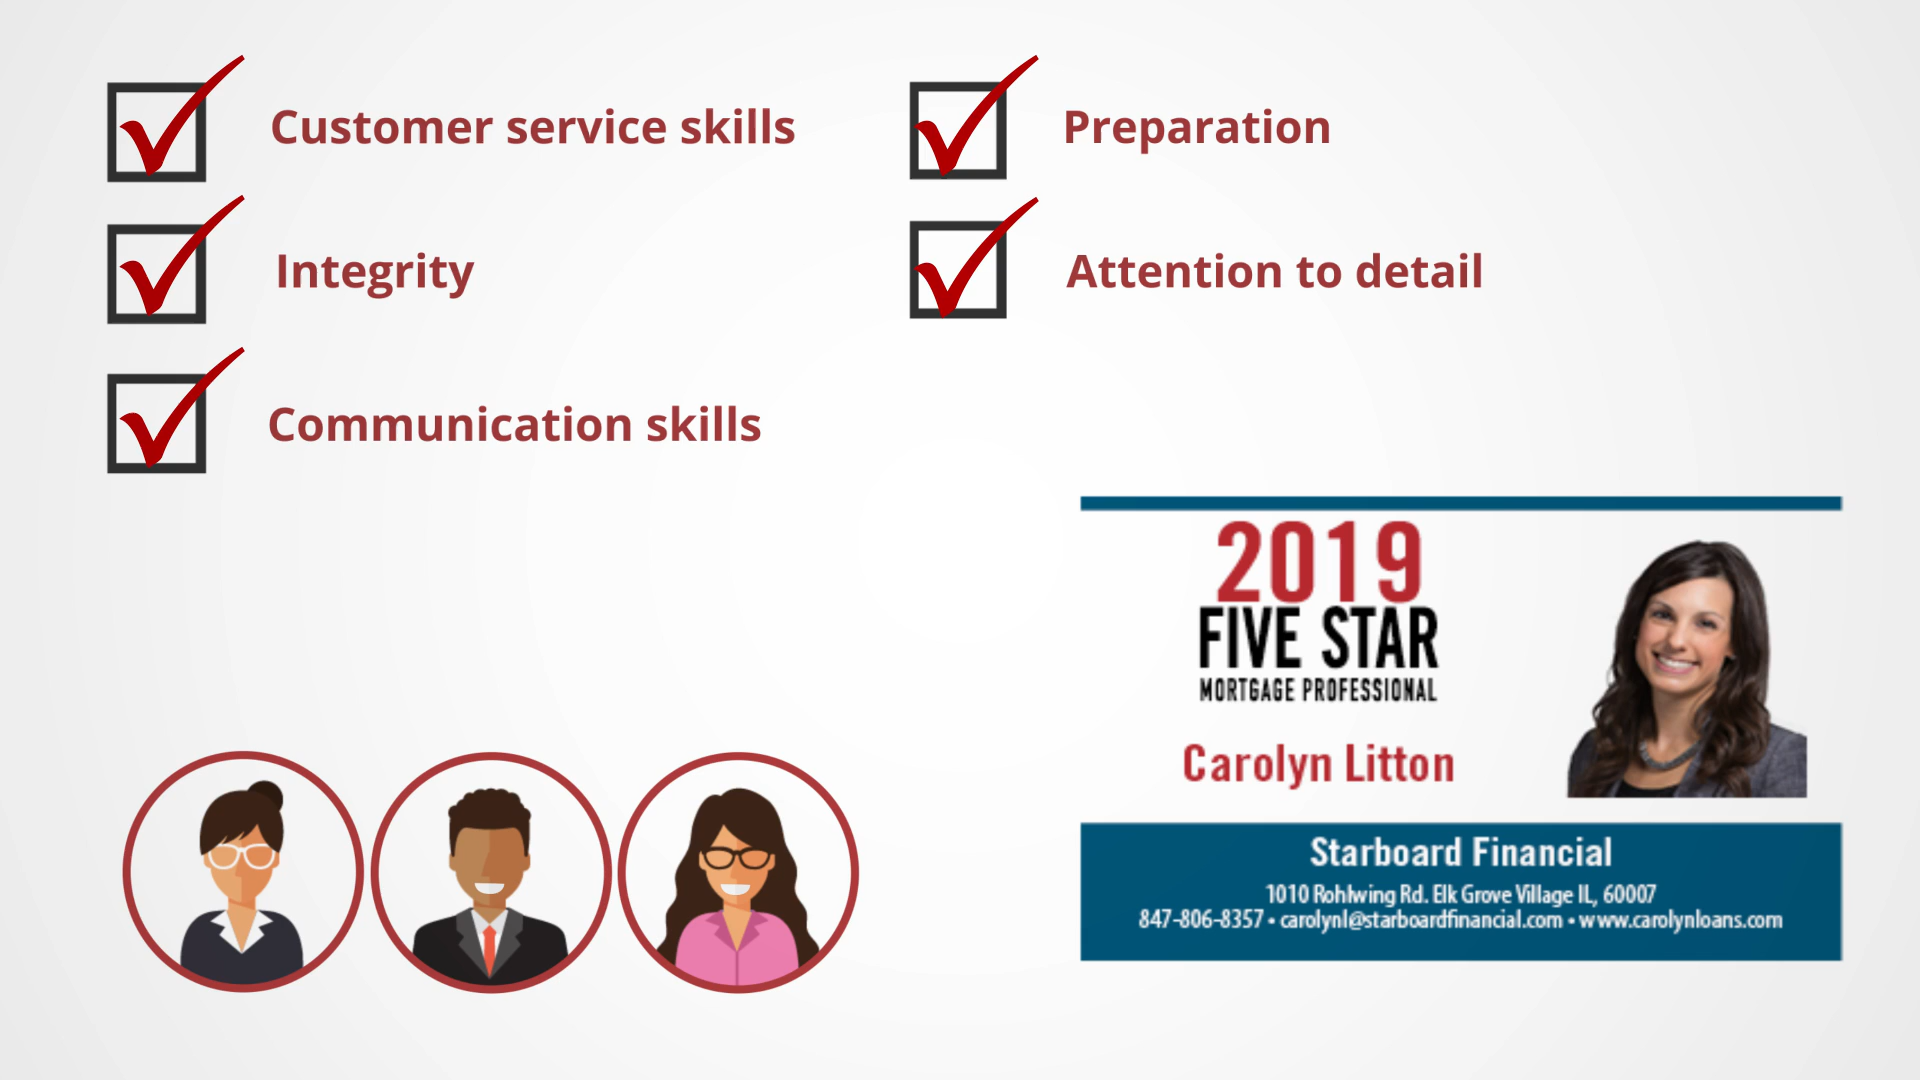 Customer service skills
Integrity
Communication skills
Preparation
Attention to detail
2019
FIVE STAR
MORTGAGE PROFESSIONAL
Carolyn Litton
Starboard Financial
1010 Rohlwing Rd. Elk Grove Village IL, 60007
847-806-8357 • carolynl@starboardfinancial.com • www.carolynloans.com